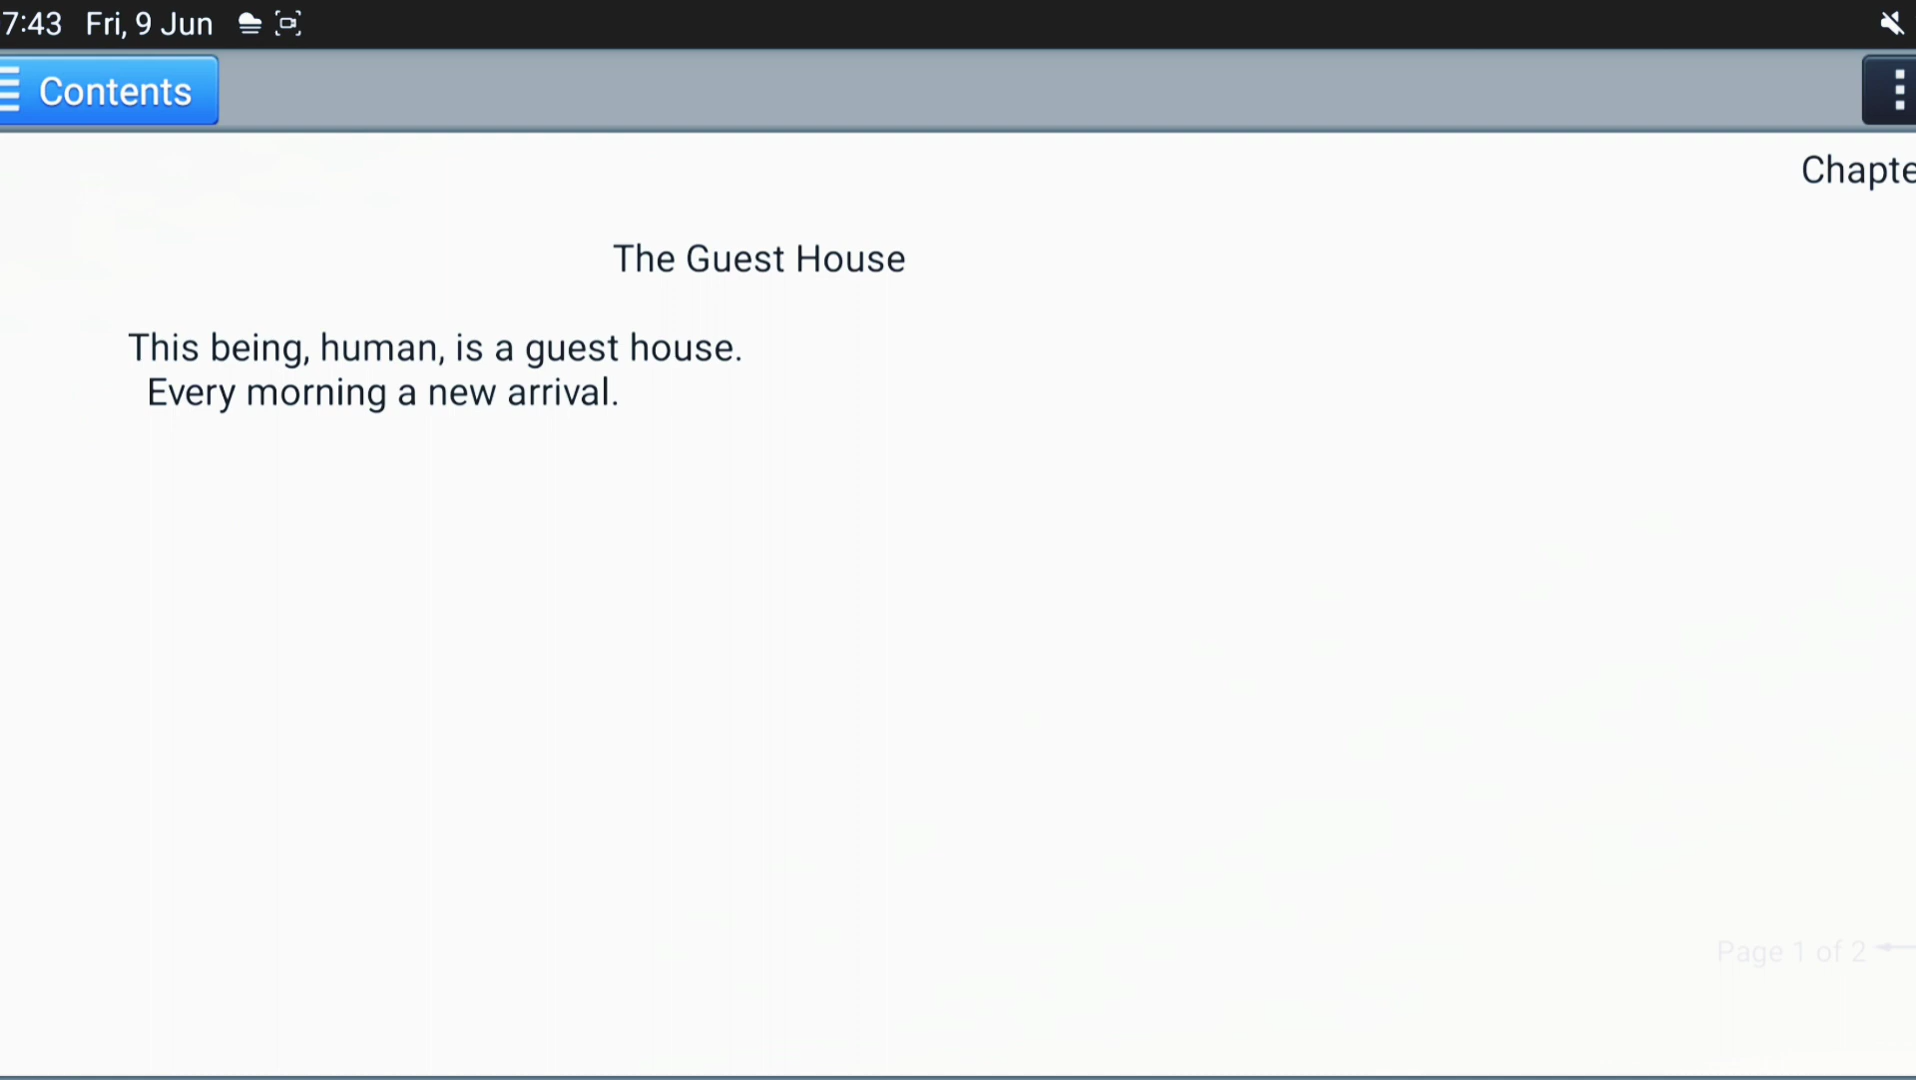 7:43 Fri, 9 Jun
Contents
Chapte
The Guest House
This being, human, is a guest house.
Every morning a new arrival.
Page 1 of 2